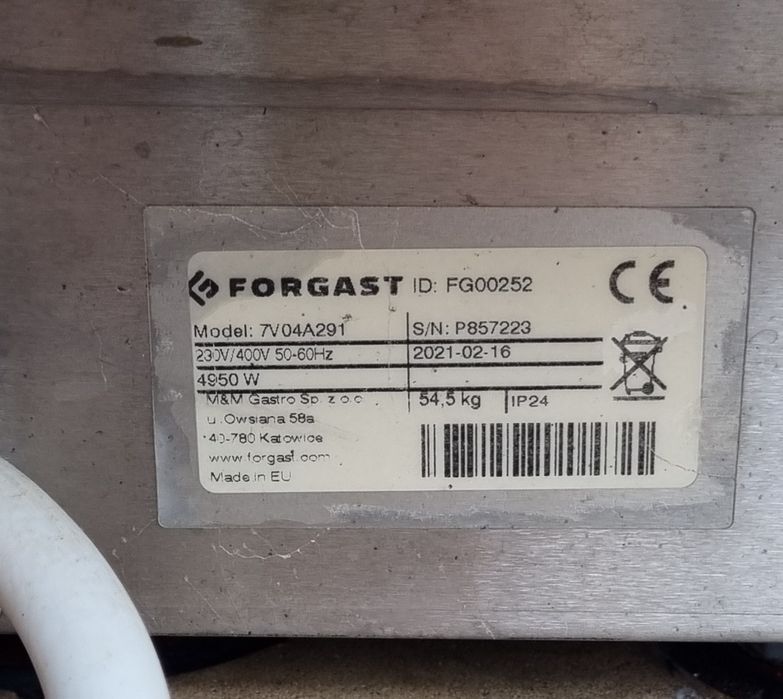 FORGAST ID: FG00252 CE
Model: 7V04A291 S/N: P857223
230V/400V 50-60Hz 2021-02-16
4950 W
M&M Gastro Sp. z o.o. 54,5 kg IP24
ul. Owsiana 58a
40-780 Katowice
www.forgast.com
Made in EU